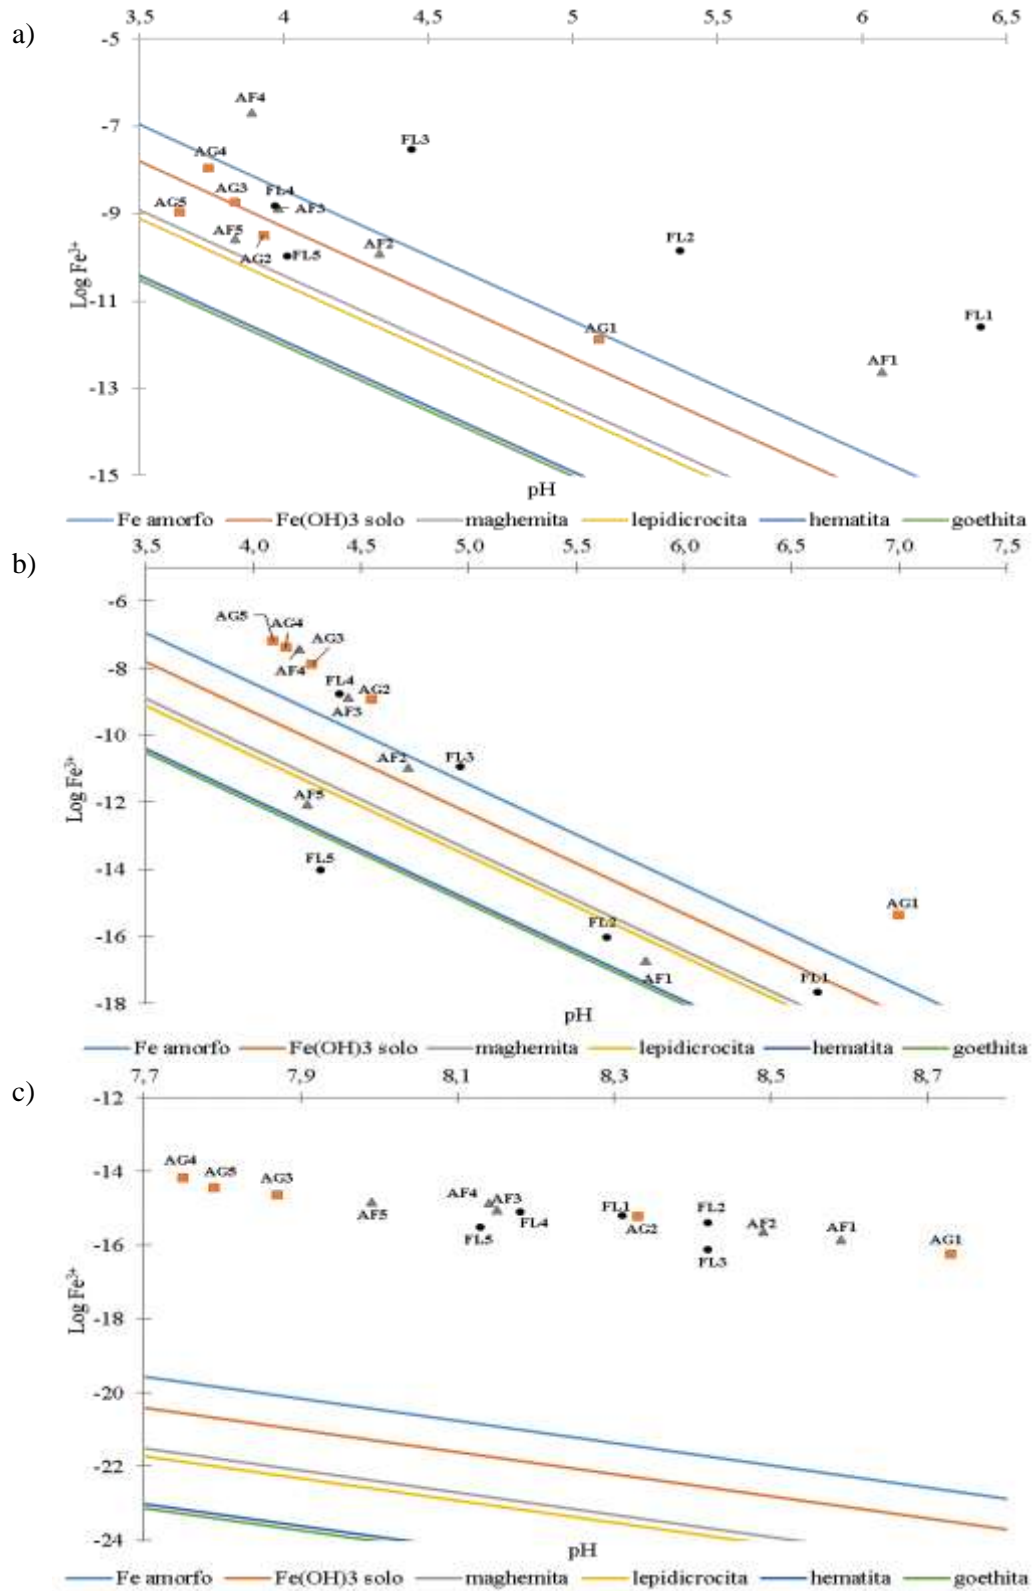 a)
3,5 4 4,5 5 5,5 6 6,5
-5
AF4
-7
FL3
AG4
AG3 FL4
AG5 AF3
-9
AF5 AF2 FL2
AG2 FL5
Log Fe3+
-11
AG1 FL1
AF1
-13
-15
pH
Fe amorfo Fe(OH)3 solo maghemita lepidicrocita hematita goethita
b)
3,5 4,0 4,5 5,0 5,5 6,0 6,5 7,0 7,5
-6
AG5 AG4 AG3
AF4
-8
FL4 AG2
AF3
-10
AF2 FL3
Log Fe3+
-12
AF5
FL5
-14
AG1
FL2
-16
AF1 FL1
-18
pH
Fe amorfo Fe(OH)3 solo maghemita lepidicrocita hematita goethita
c)
7,7 7,9 8,1 8,3 8,5 8,7
-12
-14
AG4 AG5 AG3
AF4 AF3 FL1 FL2
AF5 FL4 AG2 AF2 AF1 AG1
FL5 FL3
-16
Log Fe3+
-18
-20
-22
-24
pH
Fe amorfo Fe(OH)3 solo maghemita lepidicrocita hematita goethita